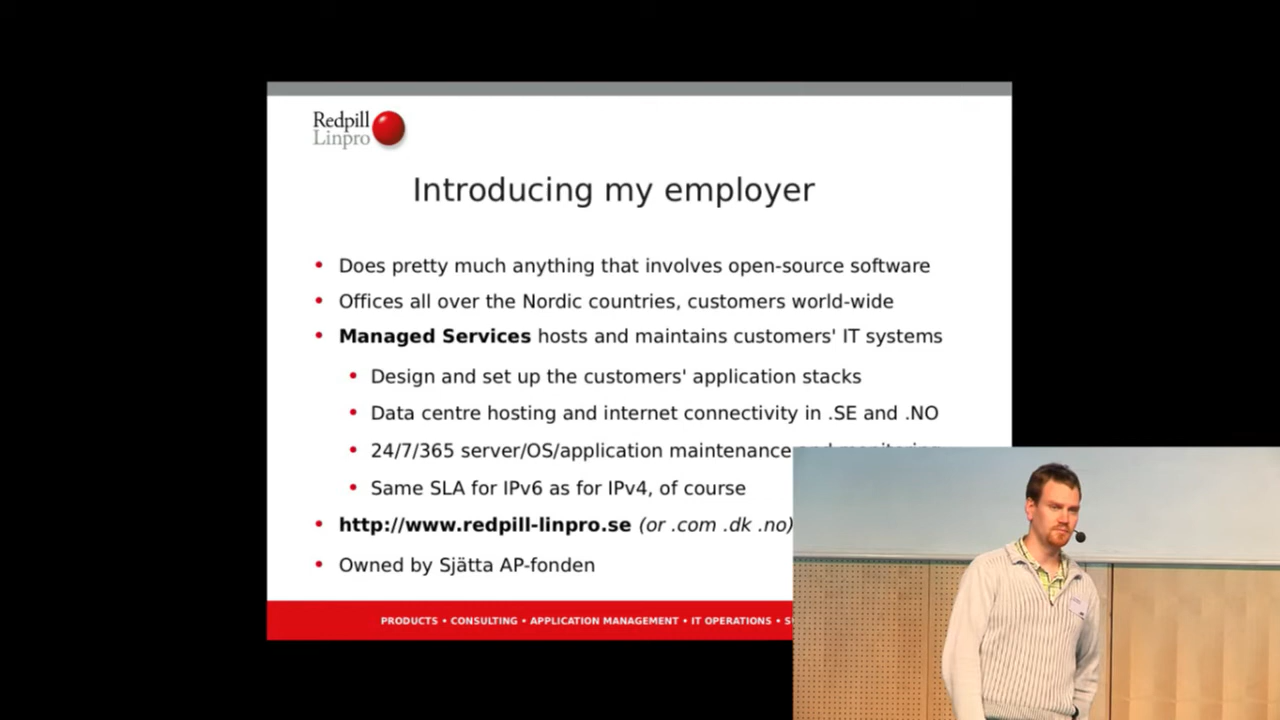 Redpill
Linpro
Introducing my employer
• Does pretty much anything that involves open-source software
• Offices all over the Nordic countries, customers world-wide
• Managed Services hosts and maintains customers' IT systems
• Design and set up the customers' application stacks
• Data centre hosting and internet connectivity in .SE and .NO
• 24/7/365 server/OS/application maintenance and monitoring
• Same SLA for IPv6 as for IPv4, of course
• http://www.redpill-linpro.se (or .com .dk .no)
• Owned by Sjätta AP-fonden
PRODUCTS • CONSULTING • APPLICATION MANAGEMENT • IT OPERATIONS •